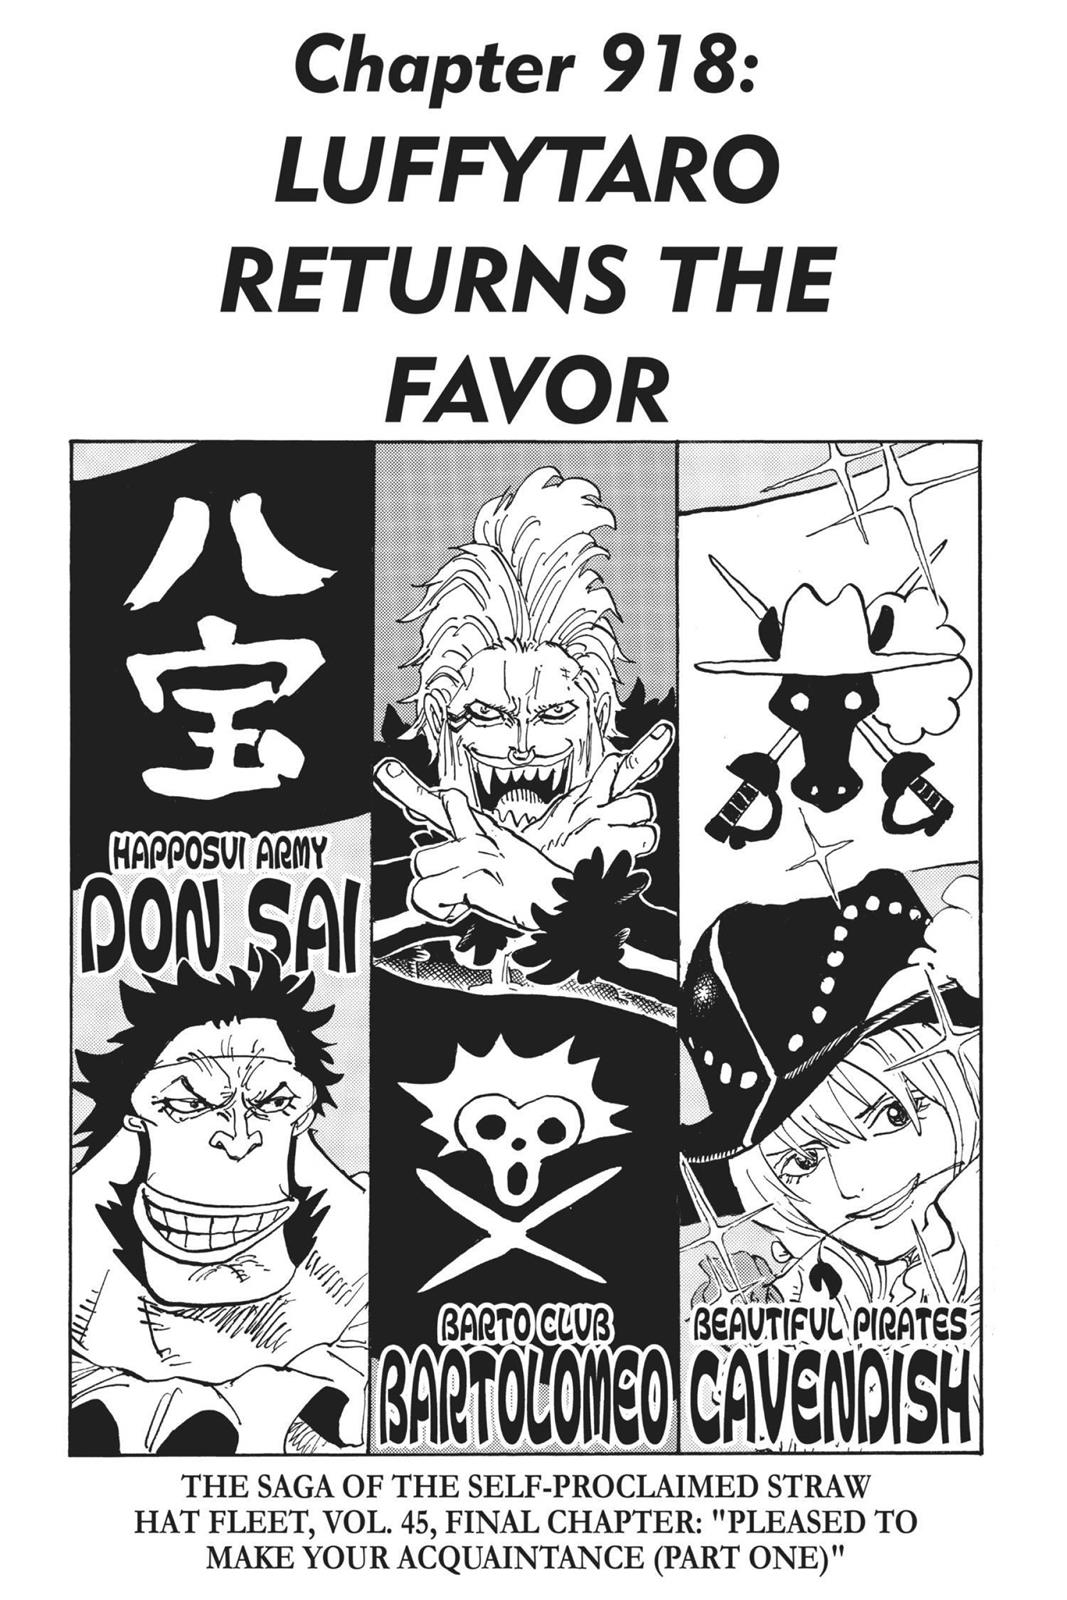 Chapter 918:
LUFFYTARO
RETURNS THE
FAVOR
八
宝
HAPPOSUI ARMY
DON SAI
BARTO CLUB
BARTOLOMEO
BEAUTIFUL PIRATES
CAVENDISH
THE SAGA OF THE SELF-PROCLAIMED STRAW
HAT FLEET, VOL. 45, FINAL CHAPTER: "PLEASED TO
MAKE YOUR ACQUAINTANCE (PART ONE)"